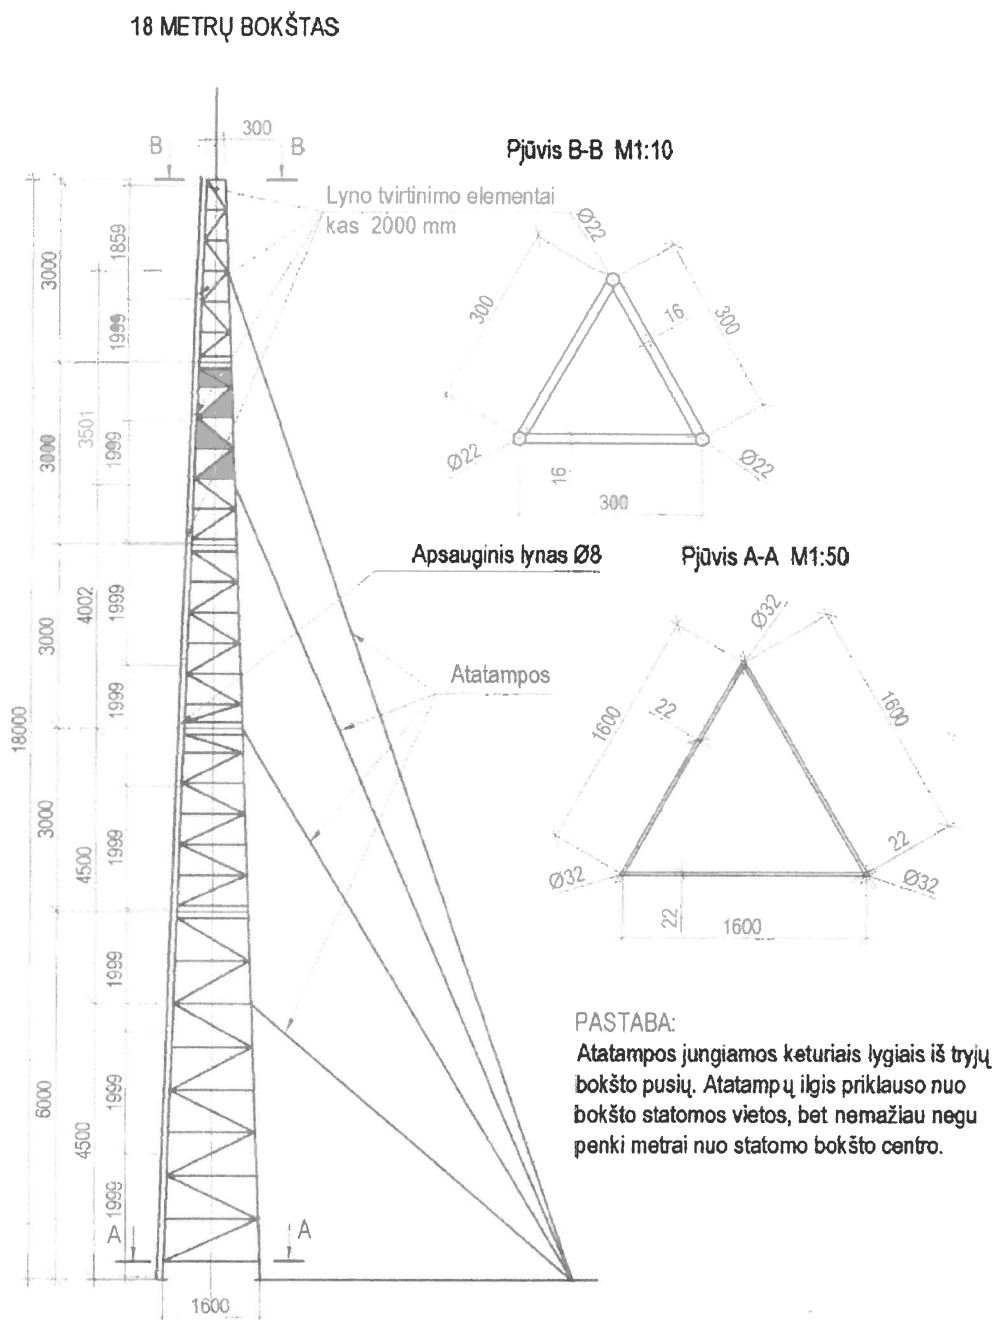 18 METRŲ BOKŠTAS
300
B
B
Pjūvis B-B M1:10
Lyno tvirtinimo elementai
kas 2000 mm
Ø22
300
16
300
Ø22
16
Ø22
300
3000
1859
1999
3501
3000
1999
Apsauginis lynas Ø8
Pjūvis A-A M1:50
Ø32
4002
1999
3000
1999
Atatampos
22
1600
1600
18000
3000
4500
1999
22
Ø32
Ø32
22
1600
1999
PASTABA:
Atatampos jungiamos keturiais lygiais iš tryjų
bokšto pusių. Atatampų ilgis priklauso nuo
bokšto statomos vietos, bet nemažiau negu
penki metrai nuo statomo bokšto centro.
6000
1999
4500
1999
A
A
1600